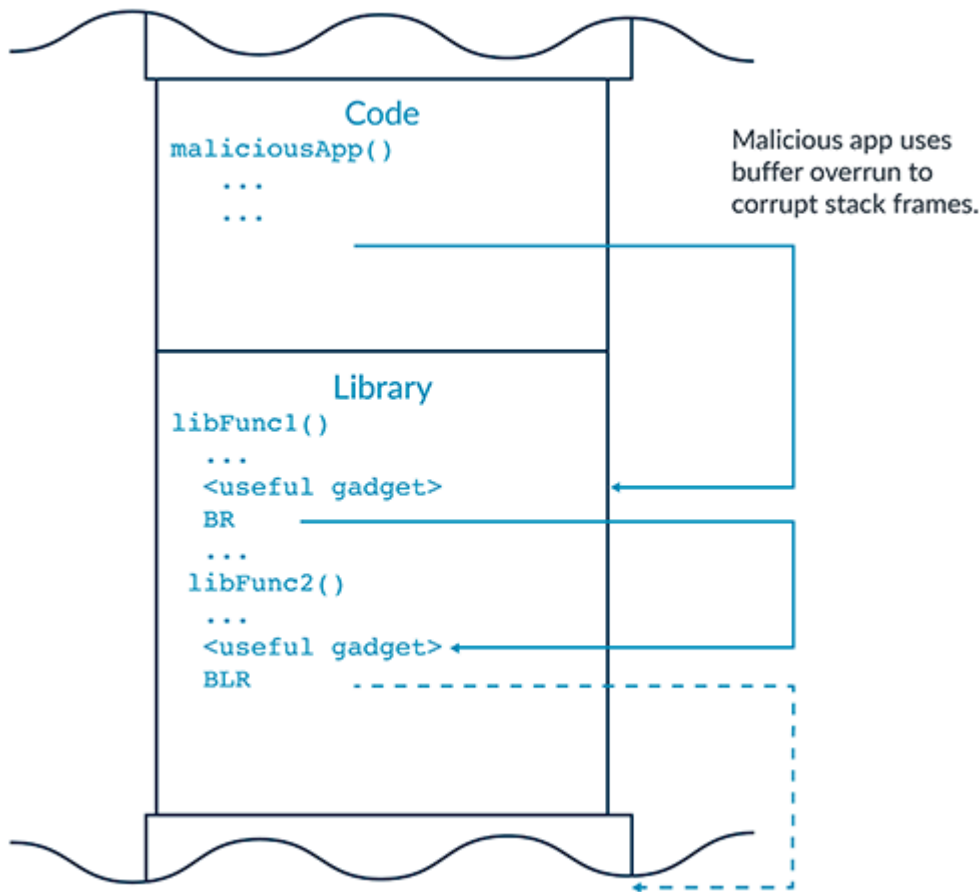 Code
maliciousApp()
...
...
Malicious app uses
buffer overrun to
corrupt stack frames.
Library
libFunc1()
...
<useful gadget>
BR
...
libFunc2()
...
<useful gadget>
BLR